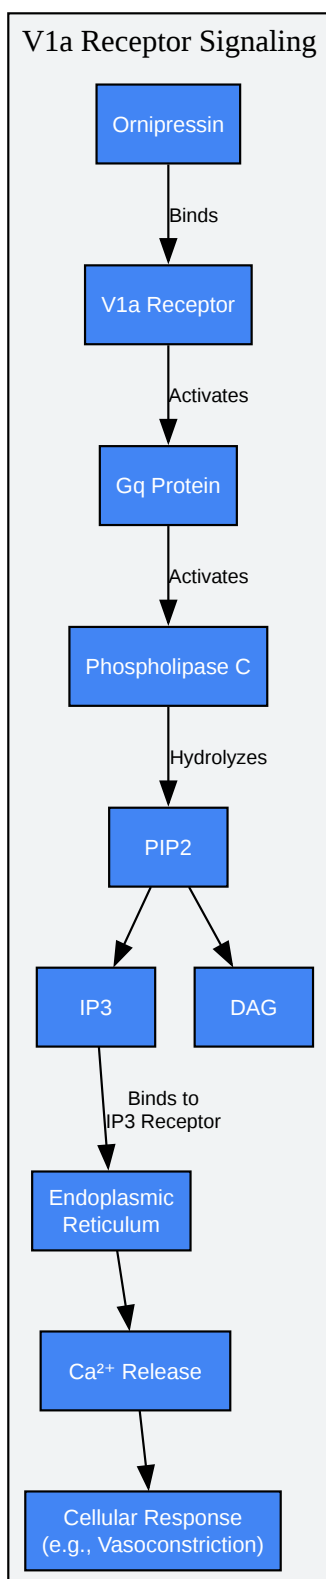 V1a Receptor Signaling
Ornipressin
Binds
V1a Receptor
Activates
Gq Protein
Activates
Phospholipase C
Hydrolyzes
PIP2
IP3
DAG
Binds to
IP3 Receptor
Endoplasmic
Reticulum
Ca²⁺ Release
Cellular Response
(e.g., Vasoconstriction)